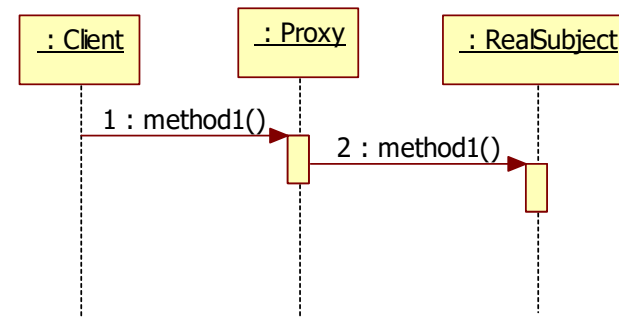 : Client
: Proxy
: RealSubject
1 : method1()
2 : method1()